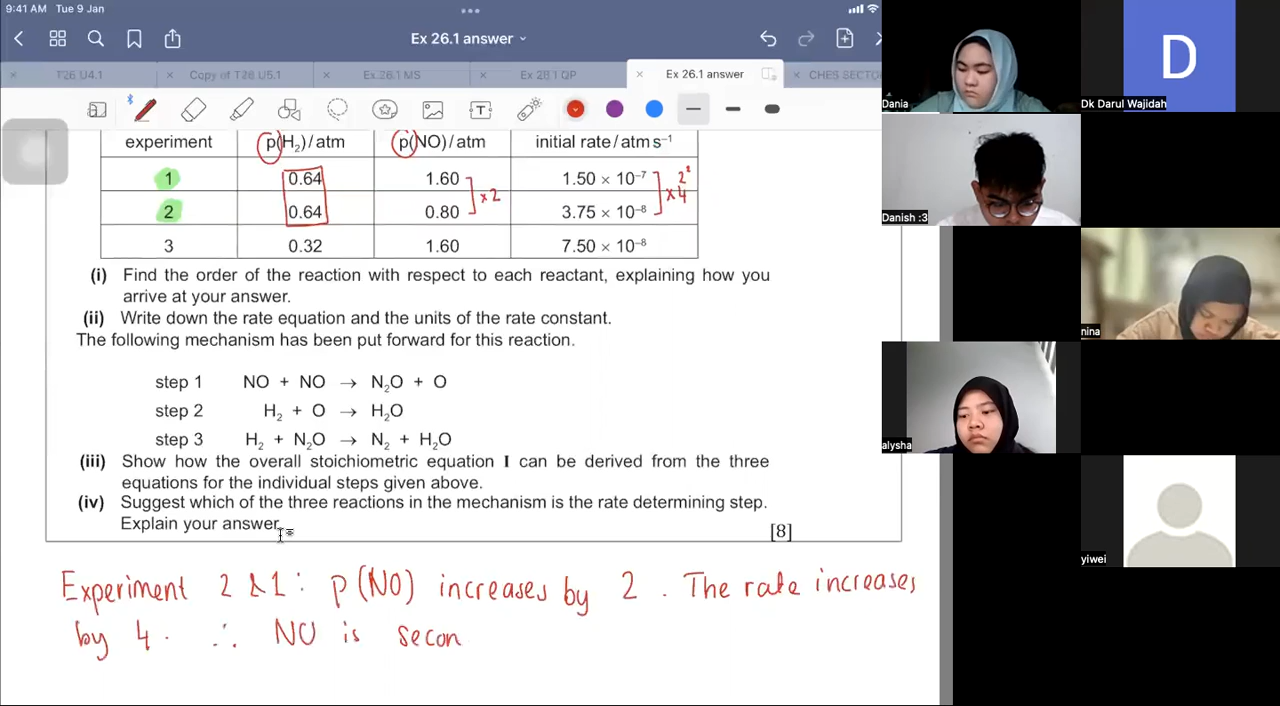 9:41 AM Tue 9 Jan
Ex 26.1 answer
T26 U4.1
Copy of T26 U5.1
Ex.26.1 MS
Ex 26.1 QP
Ex 26.1 answer
CHES SECTOR
experiment p(H₂)/atm p(NO)/atm initial rate/atm s⁻¹
1 0.64 1.60 1.50 × 10⁻⁷
2 0.64 0.80 3.75 × 10⁻⁸
×2
2²
×4
3 0.32 1.60 7.50 × 10⁻⁸
(i) Find the order of the reaction with respect to each reactant, explaining how you
arrive at your answer.
(ii) Write down the rate equation and the units of the rate constant.
The following mechanism has been put forward for this reaction.
step 1 NO + NO → N₂O + O
step 2 H₂ + O → H₂O
step 3 H₂ + N₂O → N₂ + H₂O
(iii) Show how the overall stoichiometric equation I can be derived from the three
equations for the individual steps given above.
(iv) Suggest which of the three reactions in the mechanism is the rate determining step.
Explain your answer.
[8]
Experiment 2 & 1: p(NO) increases by 2. The rate increases
by 4. ∴ NO is secon
Dania
D
Dk Darul Wajidah
Danish :3
nina
alysha
yiwei